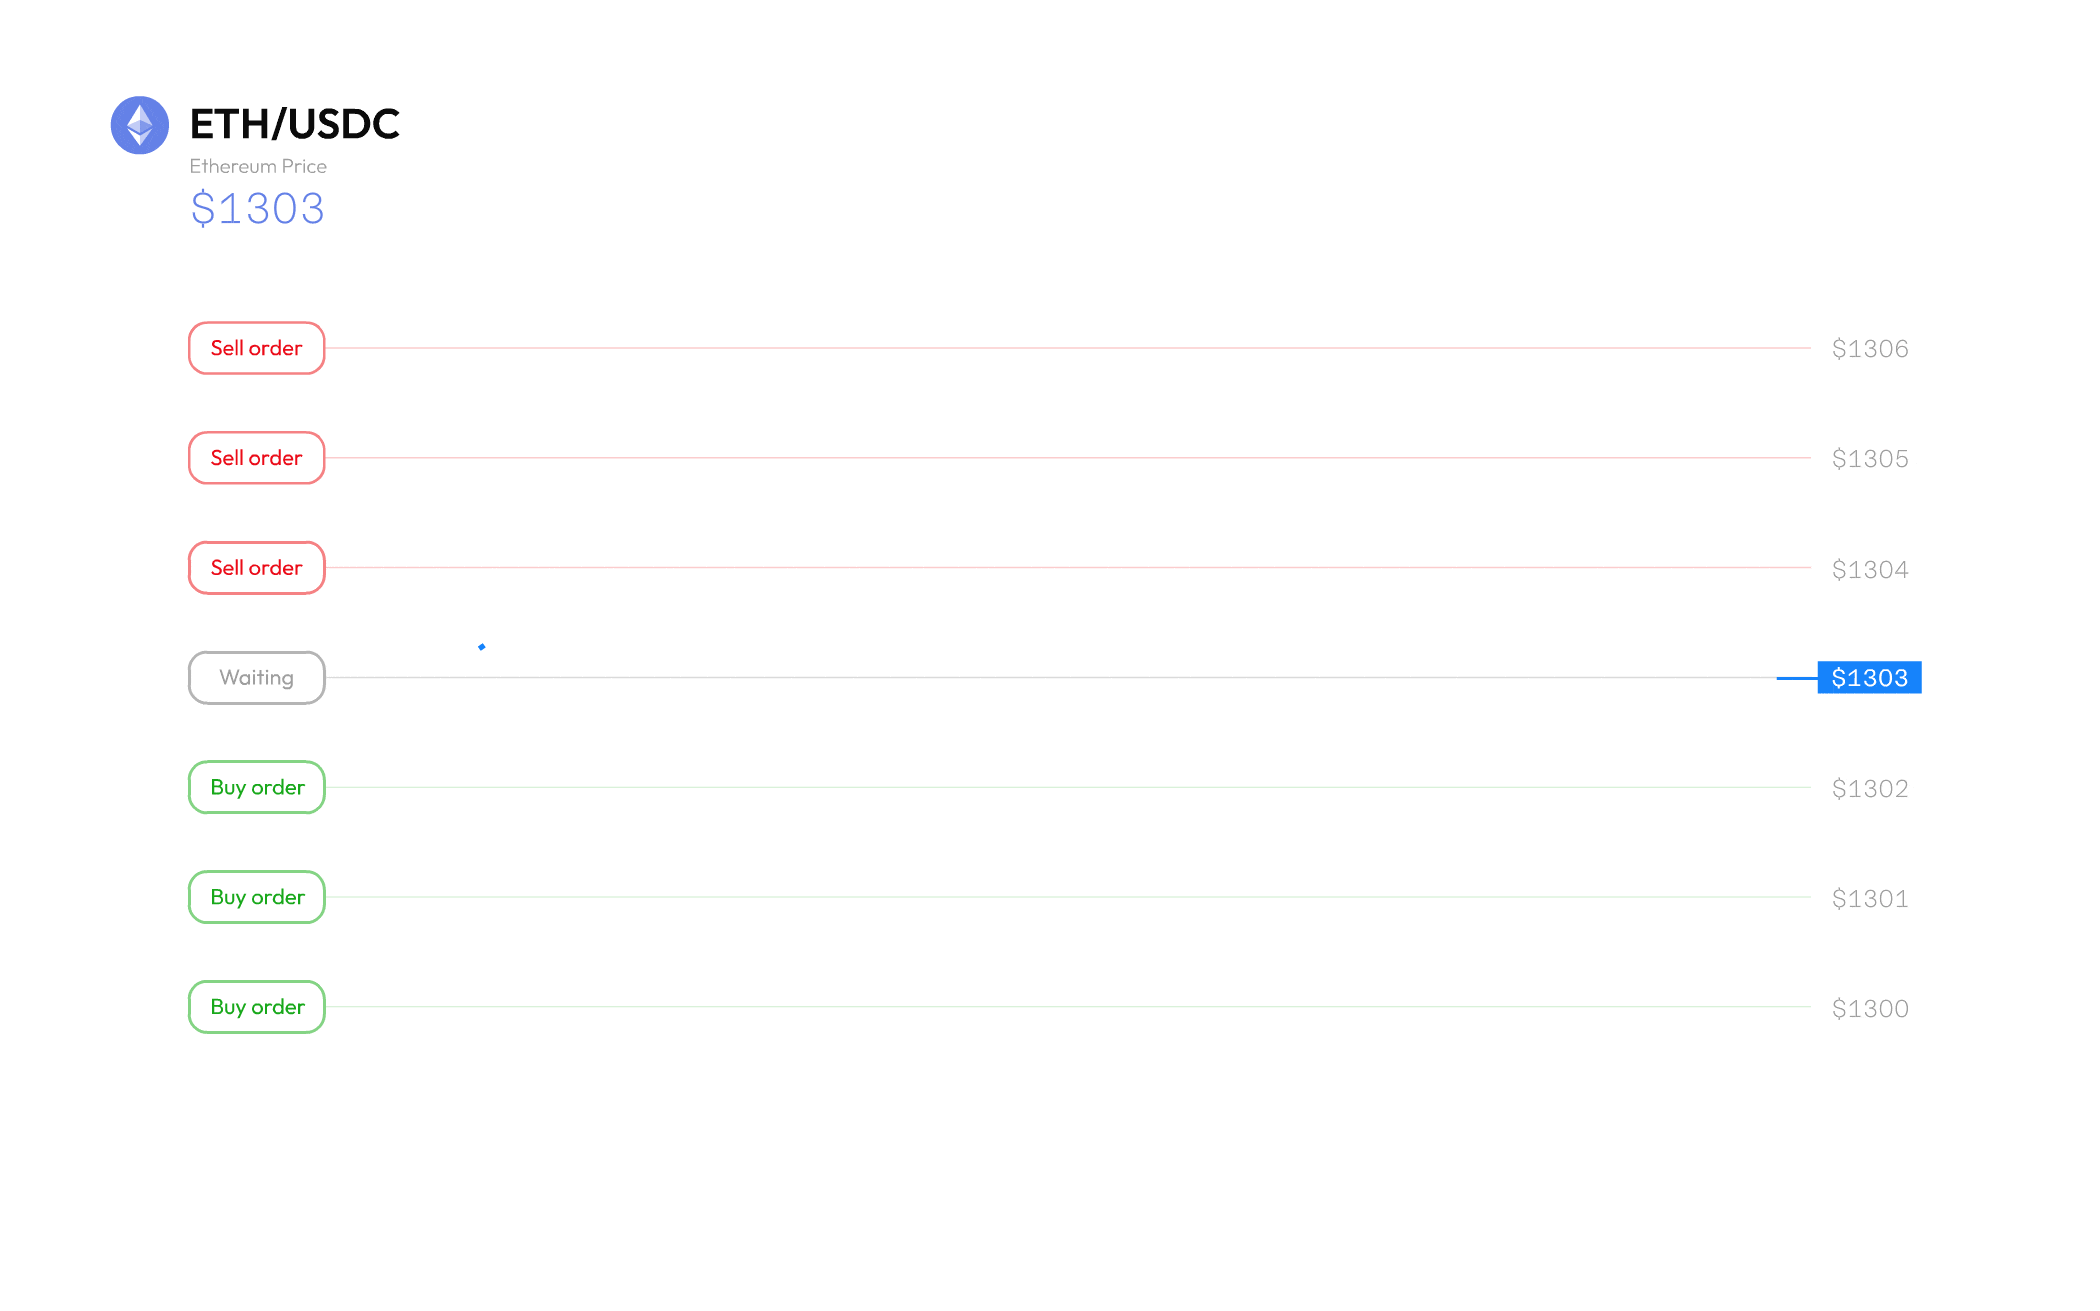 ETH/USDC
Ethereum Price
$1303
Sell order $1306
Sell order $1305
Sell order $1304
Waiting $1303
Buy order $1302
Buy order $1301
Buy order $1300